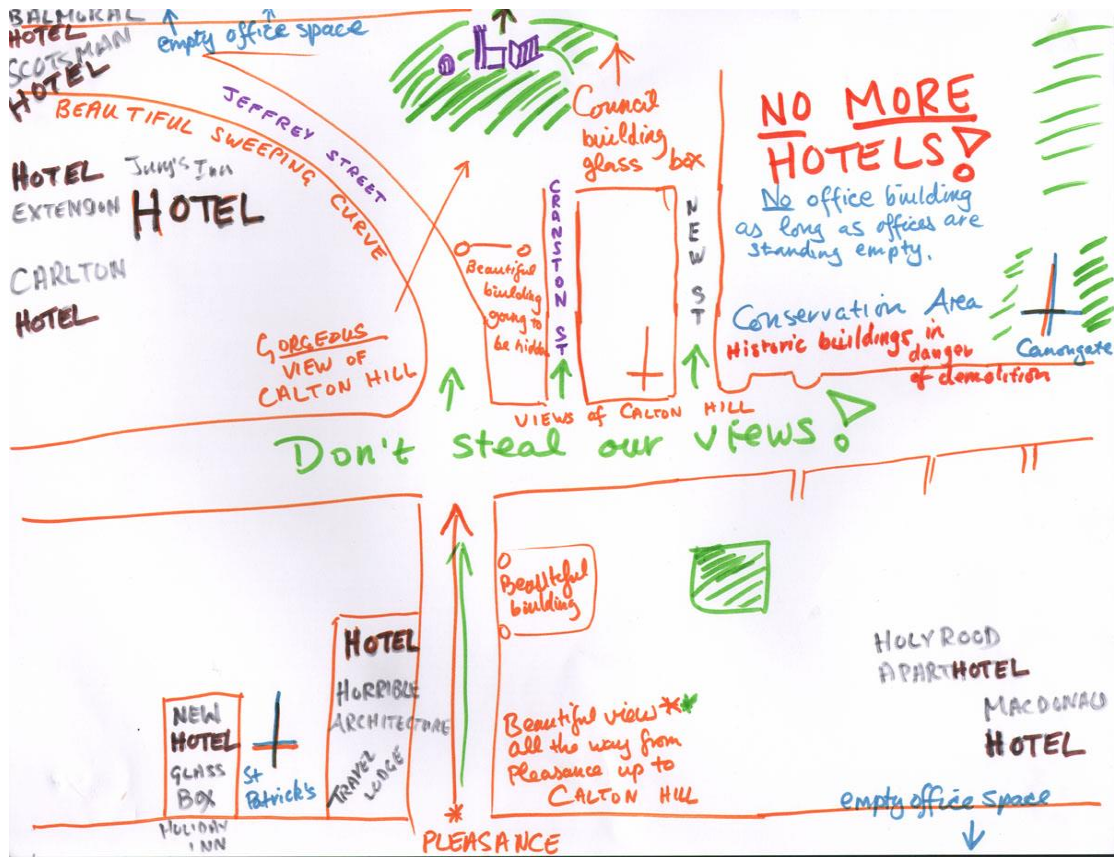 BALMORAL
HOTEL
SCOTSMAN
HOTEL
empty office space
JEFFREY STREET
BEAUTIFUL SWEEPING CURVE
HOTEL
EXTENSION
Jury's Inn
HOTEL
CARLTON
HOTEL
GORGEOUS
VIEW OF
CALTON HILL
Beautiful
building
going to
be hidden
CRANSTON ST
Council
building
glass
box
NEW ST
VIEWS of CALTON HILL
NO MORE
HOTELS!
No office building
as long as offices are
standing empty.
Conservation Area
Historic buildings in
danger
of demolition
Canongate
Don't steal our views!
Beautiful
building
HOTEL
HORRIBLE
ARCHITECTURE
TRAVEL
LODGE
NEW
HOTEL
GLASS
BOX
HOLIDAY
INN
St
Patrick's
PLEASANCE
Beautiful view **
all the way from
Pleasance up to
CALTON HILL
HOLYROOD
APARTHOTEL
MACDONALD
HOTEL
empty office space